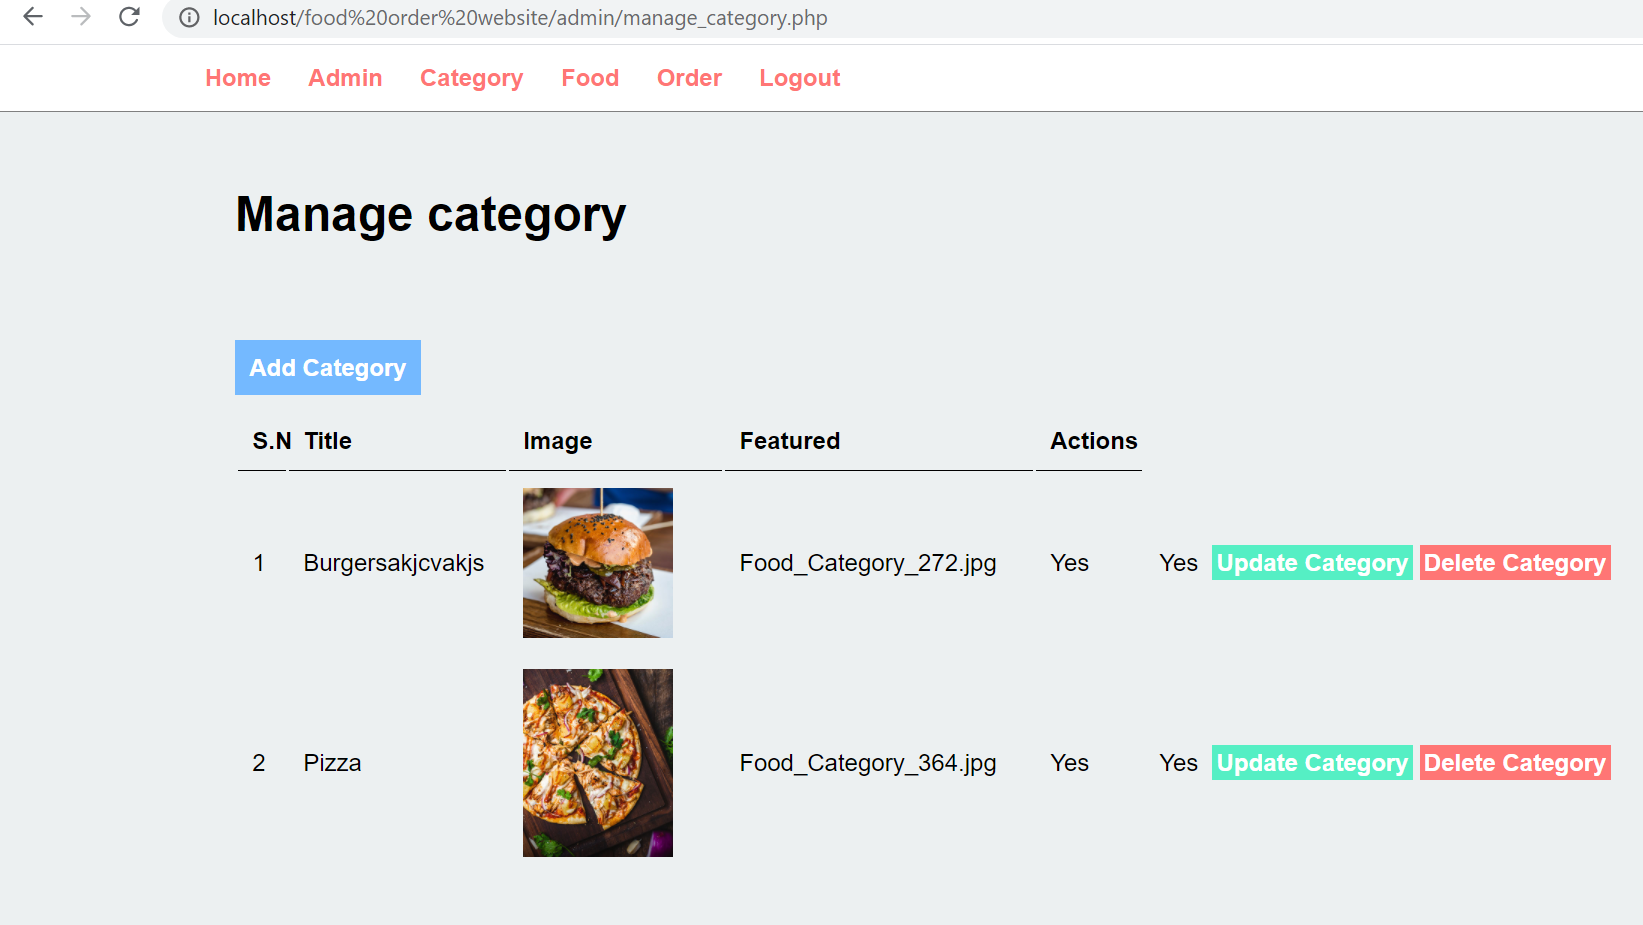 localhost/food%20order%20website/admin/manage_category.php
Home Admin Category Food Order Logout
Manage category
Add Category
S.N Title Image Featured Actions
1 Burgersakjcvakjs Food_Category_272.jpg Yes Yes Update Category Delete Category
2 Pizza Food_Category_364.jpg Yes Yes Update Category Delete Category